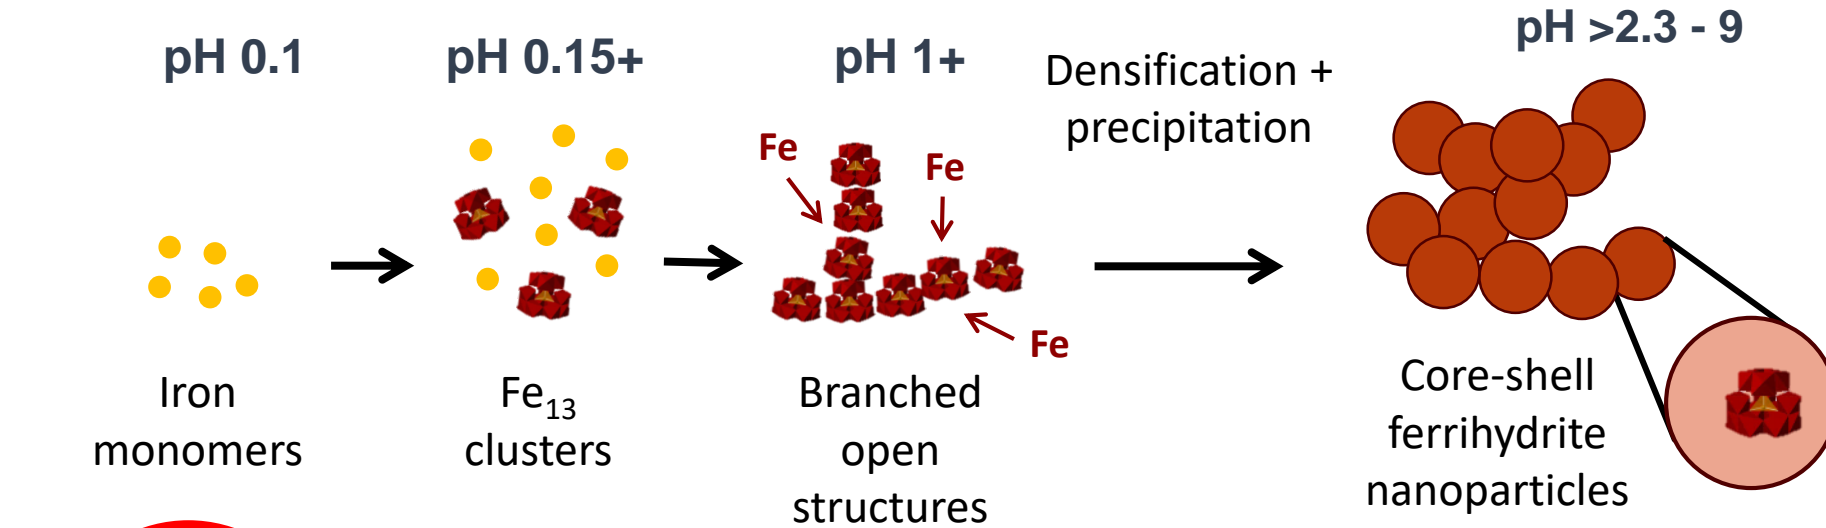 pH 0.1
pH 0.15+
pH 1+
Densification +
precipitation
pH >2.3 - 9
Fe
Fe
Fe
Iron
monomers
Fe₁₃
clusters
Branched
open
structures
Core-shell
ferrihydrite
nanoparticles